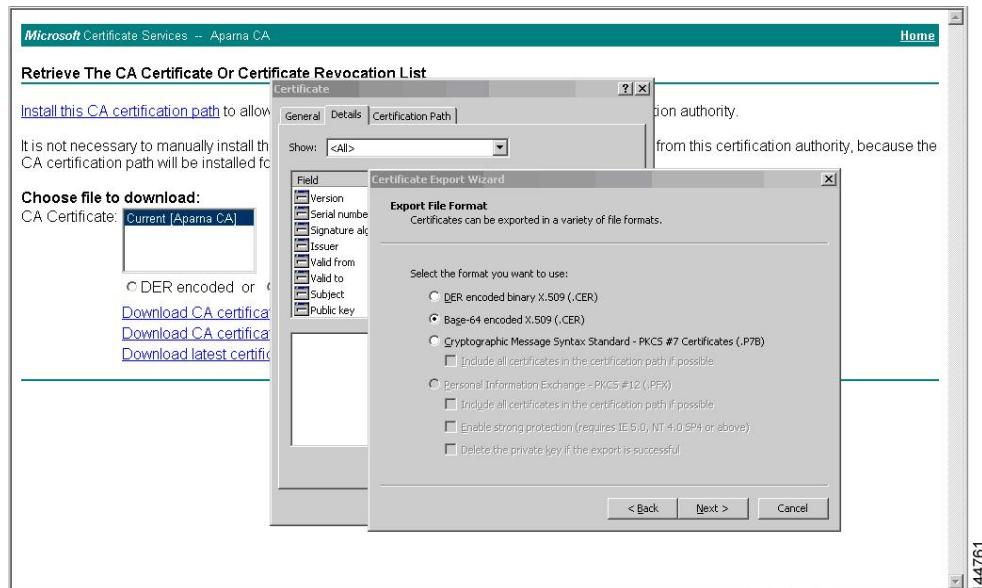 Microsoft Certificate Services -- Aparna CA Home
Retrieve The CA Certificate Or Certificate Revocation List
Install this CA certification path to allow
tion authority.
It is not necessary to manually install th
from this certification authority, because the
CA certification path will be installed fo
Choose file to download:
CA Certificate: Current [Aparna CA]
DER encoded or
Download CA certifica
Download CA certifica
Download latest certific
Certificate
General Details Certification Path
Show: <All>
Field
Version
Serial numbe
Signature alg
Issuer
Valid from
Valid to
Subject
Public key
Certificate Export Wizard
Export File Format
Certificates can be exported in a variety of file formats.
Select the format you want to use:
DER encoded binary X.509 (.CER)
Base-64 encoded X.509 (.CER)
Cryptographic Message Syntax Standard - PKCS #7 Certificates (.P7B)
Include all certificates in the certification path if possible
Personal Information Exchange - PKCS #12 (.PFX)
Include all certificates in the certification path if possible
Enable strong protection (requires IE 5.0, NT 4.0 SP4 or above)
Delete the private key if the export is successful
< Back Next > Cancel
144761